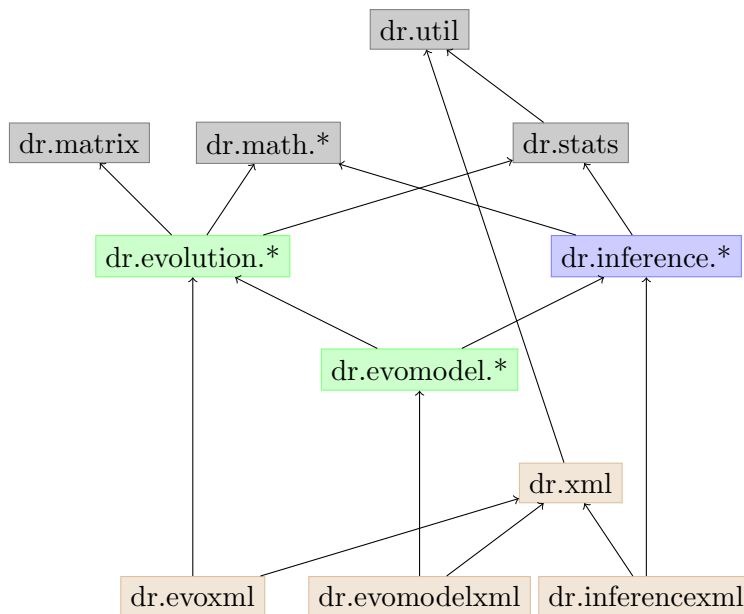 dr.util
dr.matrix
dr.math.*
dr.stats
dr.evolution.*
dr.inference.*
dr.evomodel.*
dr.xml
dr.evoxml
dr.evomodelxml
dr.inferencexml